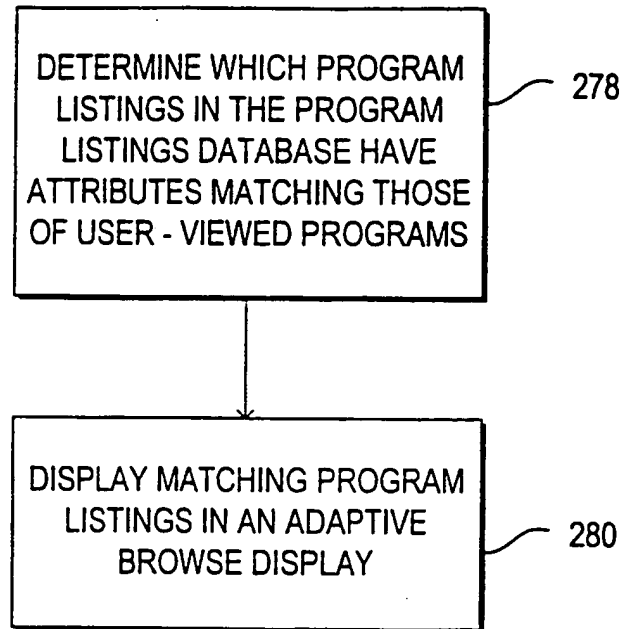 DETERMINE WHICH PROGRAM
LISTINGS IN THE PROGRAM
LISTINGS DATABASE HAVE
ATTRIBUTES MATCHING THOSE
OF USER - VIEWED PROGRAMS
278
DISPLAY MATCHING PROGRAM
LISTINGS IN AN ADAPTIVE
BROWSE DISPLAY
280